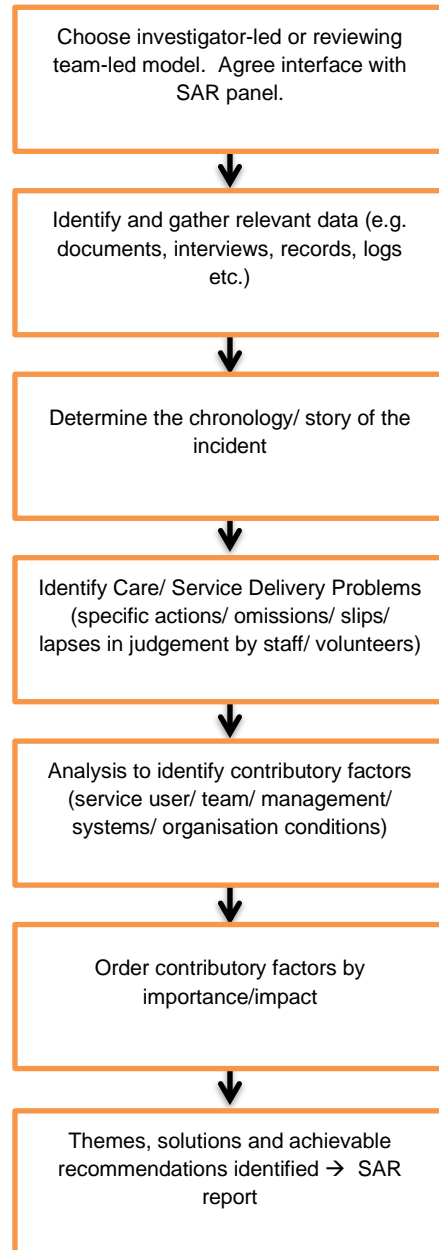 Choose investigator-led or reviewing
team-led model.  Agree interface with
SAR panel.
Identify and gather relevant data (e.g.
documents, interviews, records, logs
etc.)
Determine the chronology/ story of the
incident
Identify Care/ Service Delivery Problems
(specific actions/ omissions/ slips/
lapses in judgement by staff/ volunteers)
Analysis to identify contributory factors
(service user/ team/ management/
systems/ organisation conditions)
Order contributory factors by
importance/impact
Themes, solutions and achievable
recommendations identified → SAR
report